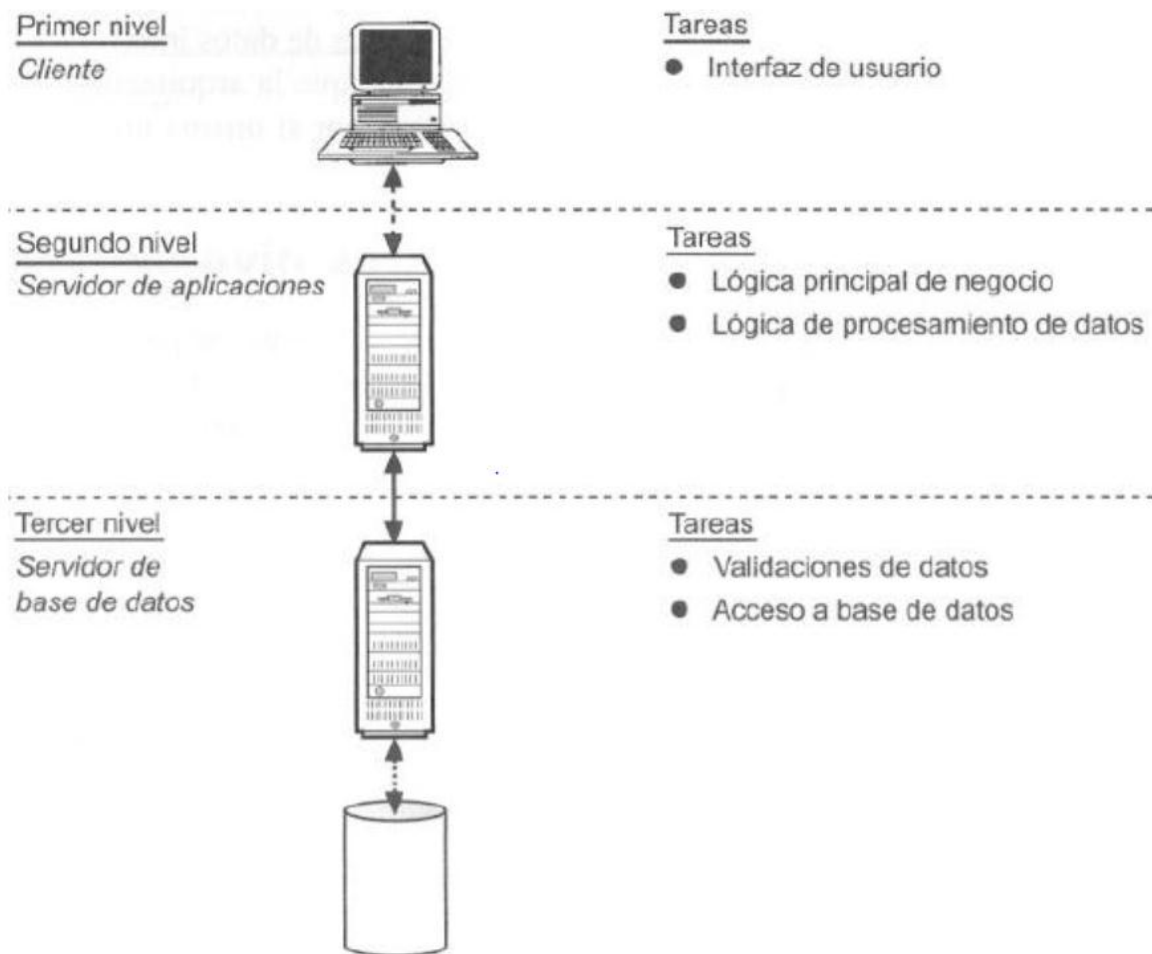 Primer nivel
Cliente
Tareas
● Interfaz de usuario
Segundo nivel
Servidor de aplicaciones
Tareas
● Lógica principal de negocio
● Lógica de procesamiento de datos
Tercer nivel
Servidor de
base de datos
Tareas
● Validaciones de datos
● Acceso a base de datos